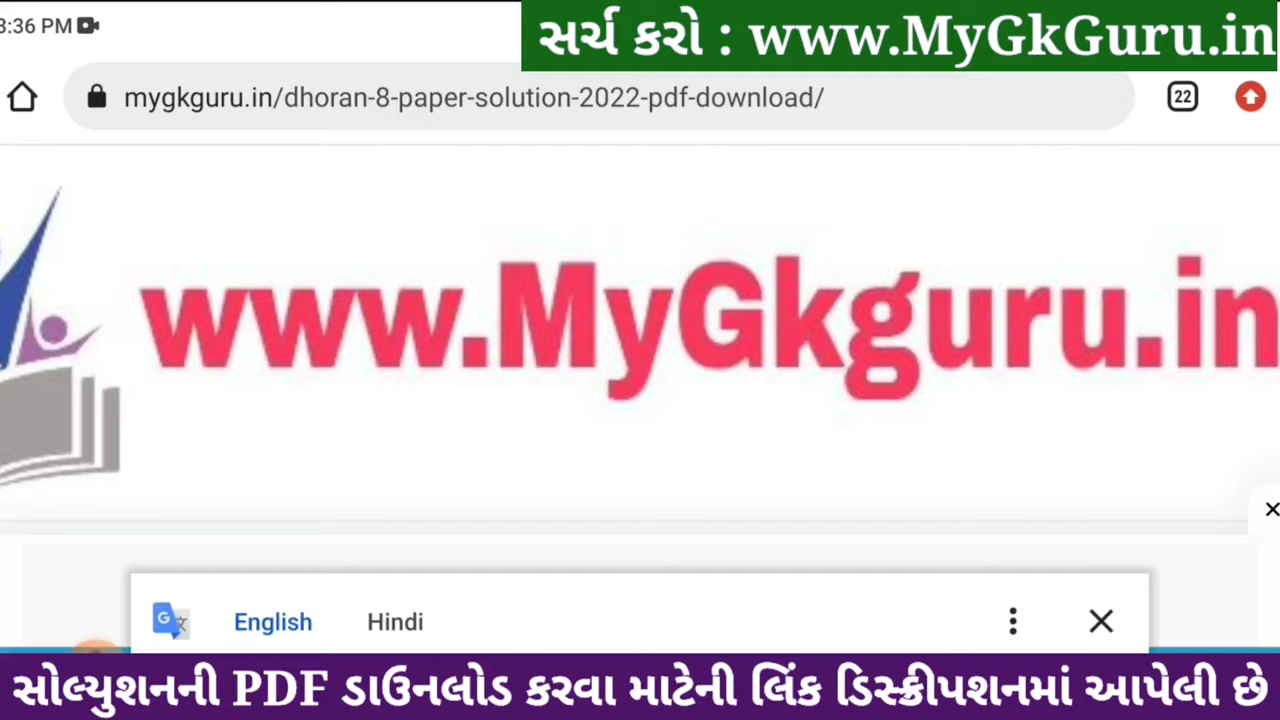 3:36 PM
સર્ચ કરો : www.MyGkGuru.in
mygkguru.in/dhoran-8-paper-solution-2022-pdf-download/
22
www.MyGkguru.in
English Hindi
સોલ્યુશનની PDF ડાઉનલોડ કરવા માટેની લિંક ડિસ્ક્રીપશનમાં આપેલી છે